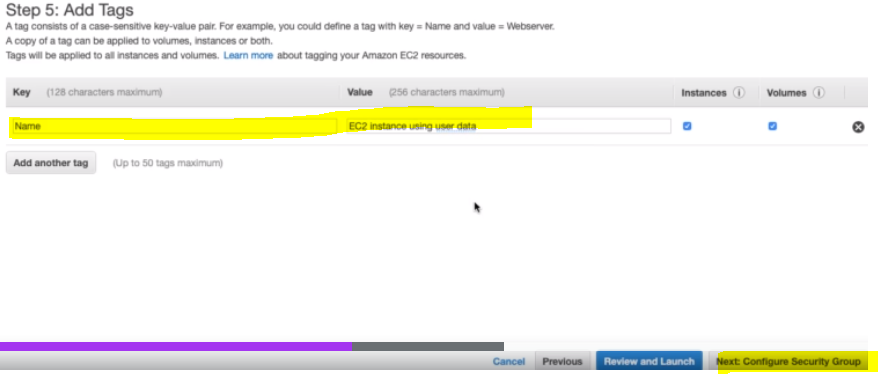 Step 5: Add Tags
A tag consists of a case-sensitive key-value pair. For example, you could define a tag with key = Name and value = Webserver.
A copy of a tag can be applied to volumes, instances or both.
Tags will be applied to all instances and volumes. Learn more about tagging your Amazon EC2 resources.
Key (128 characters maximum) Value (256 characters maximum) Instances Volumes
Name EC2 instance using user data
Add another tag (Up to 50 tags maximum)
Cancel Previous Review and Launch Next: Configure Security Group